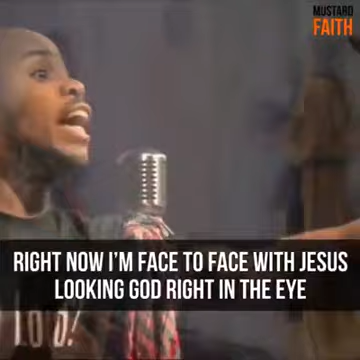 MUSTARD
FAITH
RIGHT NOW I'M FACE TO FACE WITH JESUS
LOOKING GOD RIGHT IN THE EYE